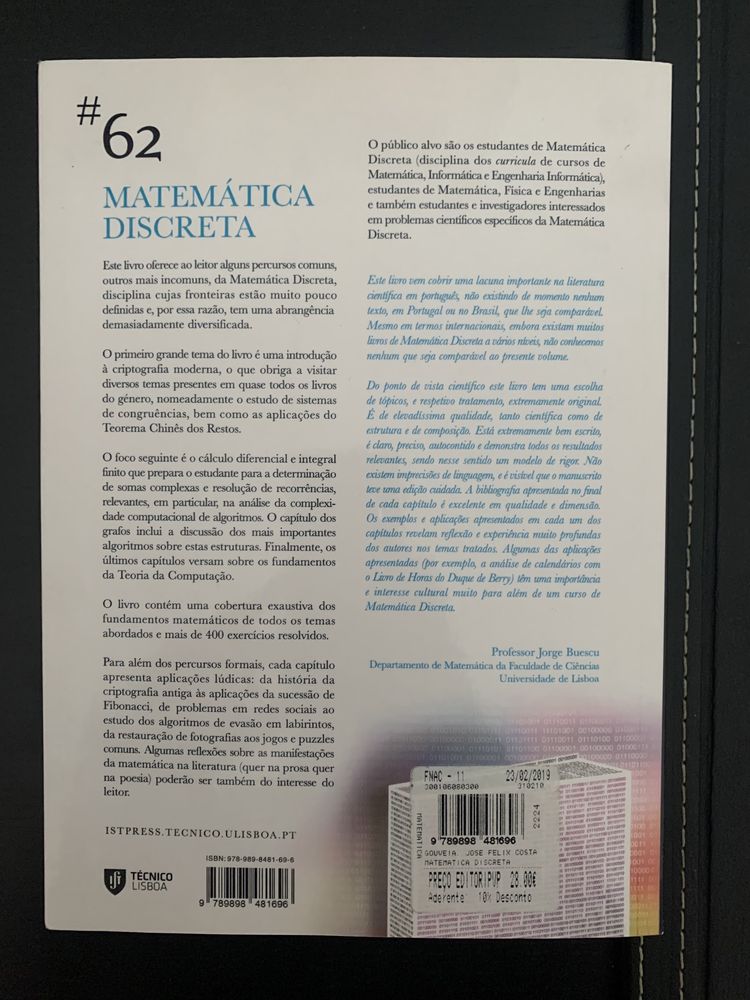 #62
MATEMÁTICA
DISCRETA
Este livro oferece ao leitor alguns percursos comuns,
outros mais incomuns, da Matemática Discreta,
disciplina cujas fronteiras estão muito pouco
definidas e, por essa razão, tem uma abrangência
demasiadamente diversificada.
O primeiro grande tema do livro é uma introdução
à criptografia moderna, o que obriga a visitar
diversos temas presentes em quase todos os livros
do género, nomeadamente o estudo de sistemas
de congruências, bem como as aplicações do
Teorema Chinês dos Restos.
O foco seguinte é o cálculo diferencial e integral
finito que prepara o estudante para a determinação
de somas complexas e resolução de recorrências,
relevantes, em particular, na análise da complexi-
dade computacional de algoritmos. O capítulo dos
grafos inclui a discussão dos mais importantes
algoritmos sobre estas estruturas. Finalmente, os
últimos capítulos versam sobre os fundamentos
da Teoria da Computação.
O livro contém uma cobertura exaustiva dos
fundamentos matemáticos de todos os temas
abordados e mais de 400 exercícios resolvidos.
Para além dos percursos formais, cada capítulo
apresenta aplicações lúdicas: da história da
criptografia antiga às aplicações da sucessão de
Fibonacci, de problemas em redes sociais ao
estudo dos algoritmos de evasão em labirintos,
da restauração de fotografias aos jogos e puzzles
comuns. Algumas reflexões sobre as manifestações
da matemática na literatura (quer na prosa quer
na poesia) poderão ser também do interesse do
leitor.
ISTPRESS.TECNICO.ULISBOA.PT
TÉCNICO
LISBOA
ISBN: 978-989-8481-69-6
9 789898 481696
O público alvo são os estudantes de Matemática
Discreta (disciplina dos curricula de cursos de
Matemática, Informática e Engenharia Informática),
estudantes de Matemática, Física e Engenharias
e também estudantes e investigadores interessados
em problemas científicos específicos da Matemática
Discreta.
Este livro vem cobrir uma lacuna importante na literatura
científica em português, não existindo de momento nenhum
texto, em Portugal ou no Brasil, que lhe seja comparável.
Mesmo em termos internacionais, embora existam muitos
livros de Matemática Discreta a vários níveis, não conhecemos
nenhum que seja comparável ao presente volume.
Do ponto de vista científico este livro tem uma escolha
de tópicos, e respetivo tratamento, extremamente original.
É de elevadíssima qualidade, tanto científica como de
estrutura e de composição. Está extremamente bem escrito,
é claro, preciso, autocontido e demonstra todos os resultados
relevantes, sendo nesse sentido um modelo de rigor. Não
existem imprecisões de linguagem, e é visível que o manuscrito
teve uma edição cuidada. A bibliografia apresentada no final
de cada capítulo é excelente em qualidade e dimensão.
Os exemplos e aplicações apresentados em cada um dos
capítulos revelam reflexão e experiência muito profundas
dos autores nos temas tratados. Algumas das aplicações
apresentadas (por exemplo, a análise de calendários com
o Livro de Horas do Duque de Berry) têm uma importância
e interesse cultural muito para além de um curso de
Matemática Discreta.
Professor Jorge Buescu
Departamento de Matemática da Faculdade de Ciências
Universidade de Lisboa
FNAC - 11 23/02/2019
300106080300 310210
MATEMATICA
2224
9 789898 481696
GOUVEIA, JOSE FELIX COSTA
MATEMATICA DISCRETA
PREÇO EDITOR|PVP 28.00€
Aderente 10% Desconto